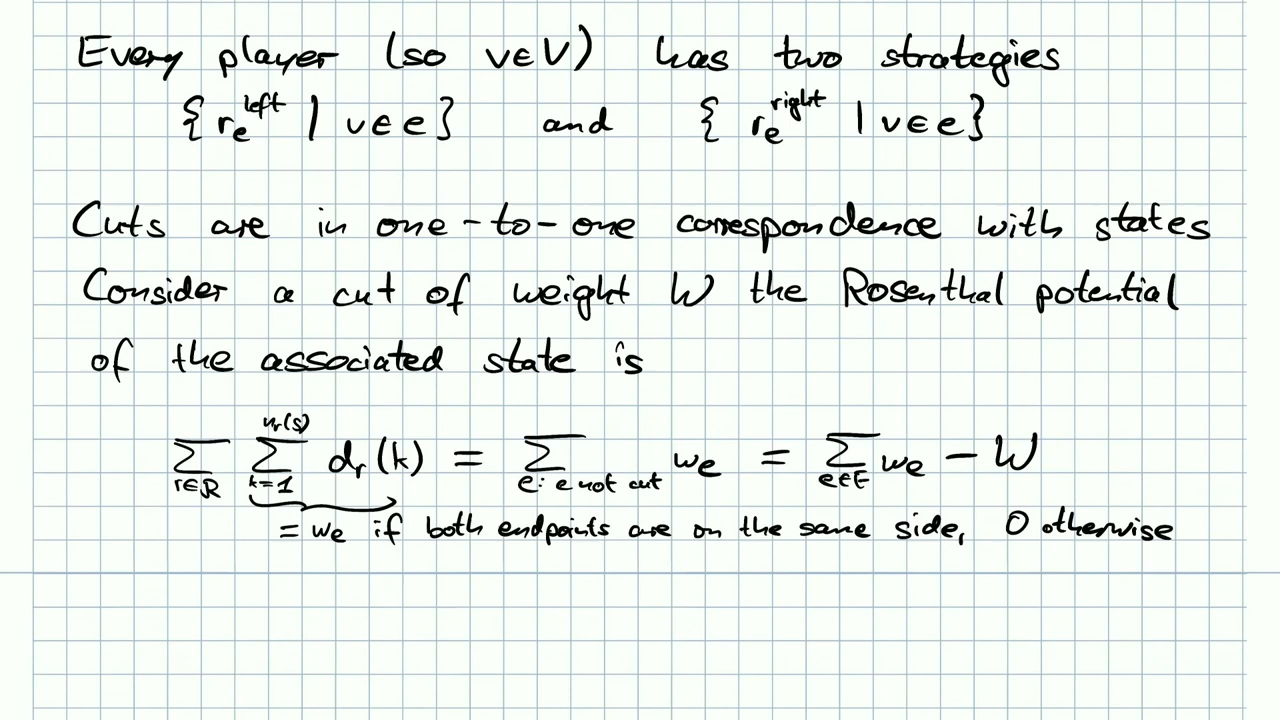 Every player (so v∈V) has two strategies
{ r_e^left | v∈e } and { r_e^right | v∈e }
Cuts are in one-to-one correspondence with states
Consider a cut of weight W the Rosenthal potential
of the associated state is
∑_{r∈R} ∑_{k=1}^{n_r(s)} d_r(k) = ∑_{e: e not cut} w_e = ∑_{e∈E} w_e − W
= w_e if both endpoints are on the same side, 0 otherwise